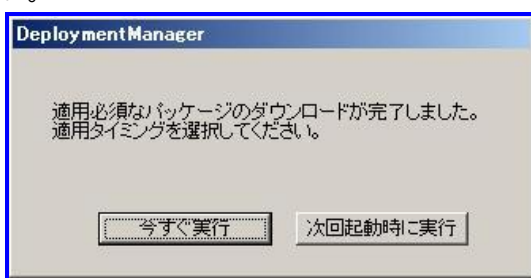 DeploymentManager
適用必須なパッケージのダウンロードが完了しました。
適用タイミングを選択してください。
今すぐ実行
次回起動時に実行